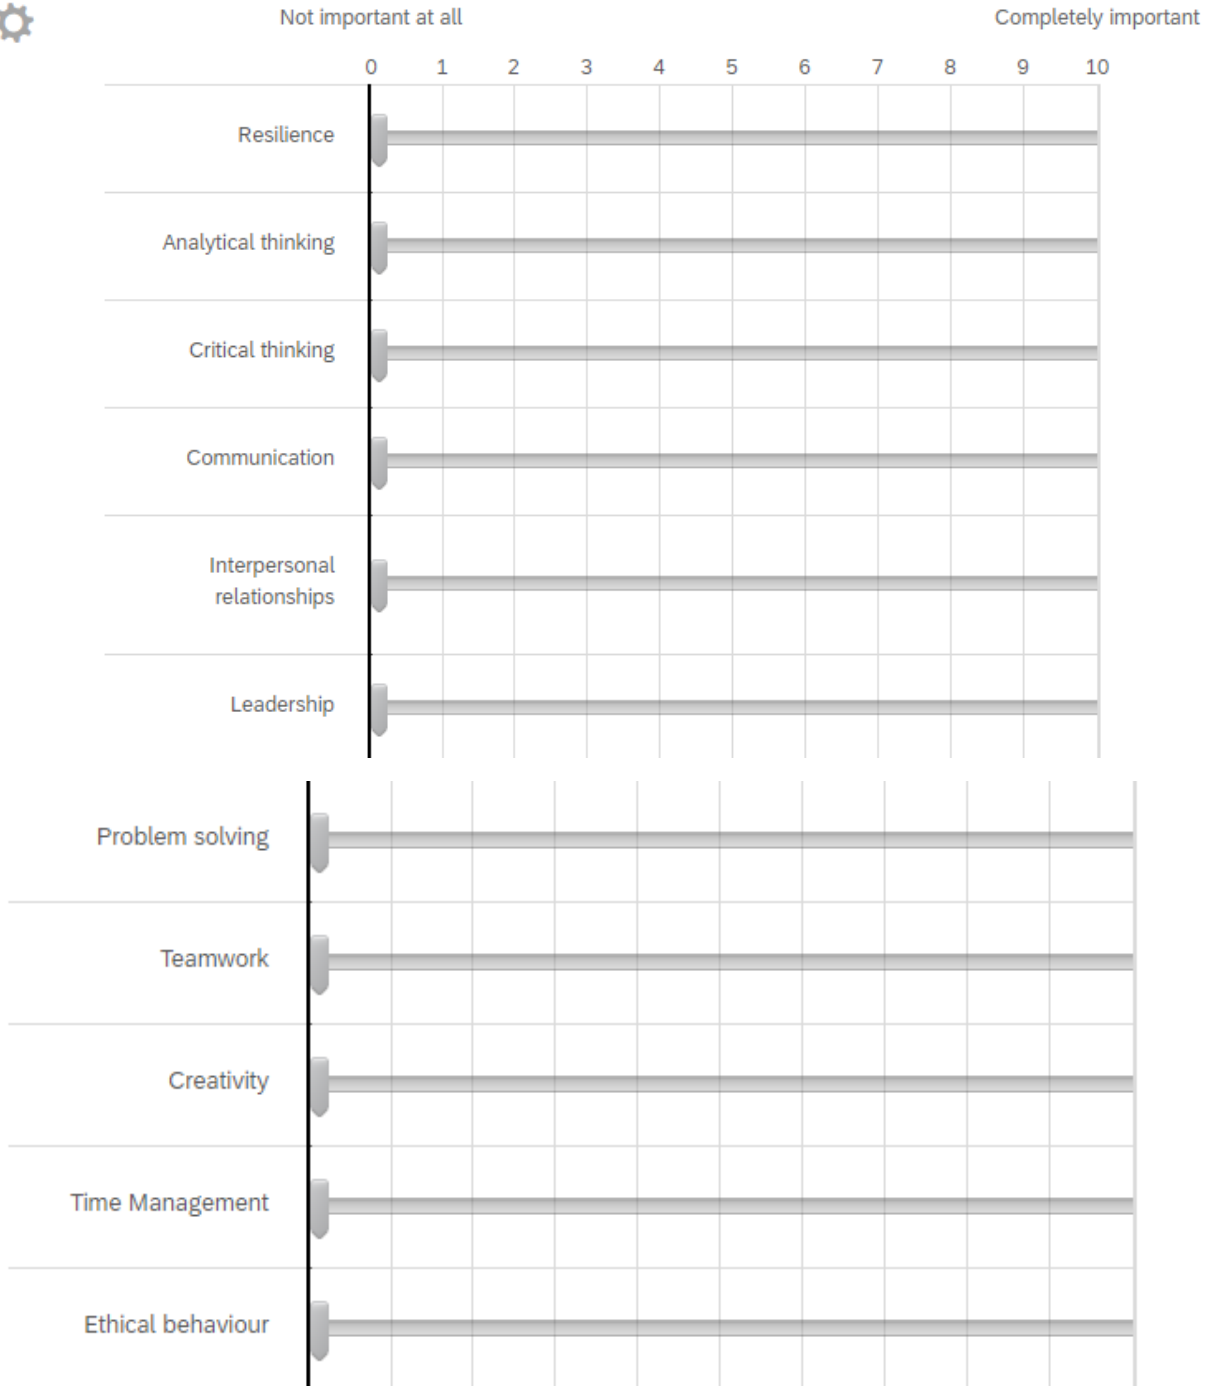 Not important at all Completely important
0 1 2 3 4 5 6 7 8 9 10
Resilience
Analytical thinking
Critical thinking
Communication
Interpersonal
relationships
Leadership
Problem solving
Teamwork
Creativity
Time Management
Ethical behaviour